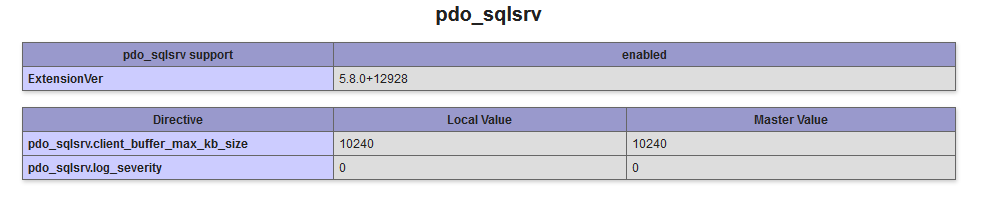 pdo_sqlsrv
pdo_sqlsrv support enabled
ExtensionVer 5.8.0+12928
Directive Local Value Master Value
pdo_sqlsrv.client_buffer_max_kb_size 10240 10240
pdo_sqlsrv.log_severity 0 0